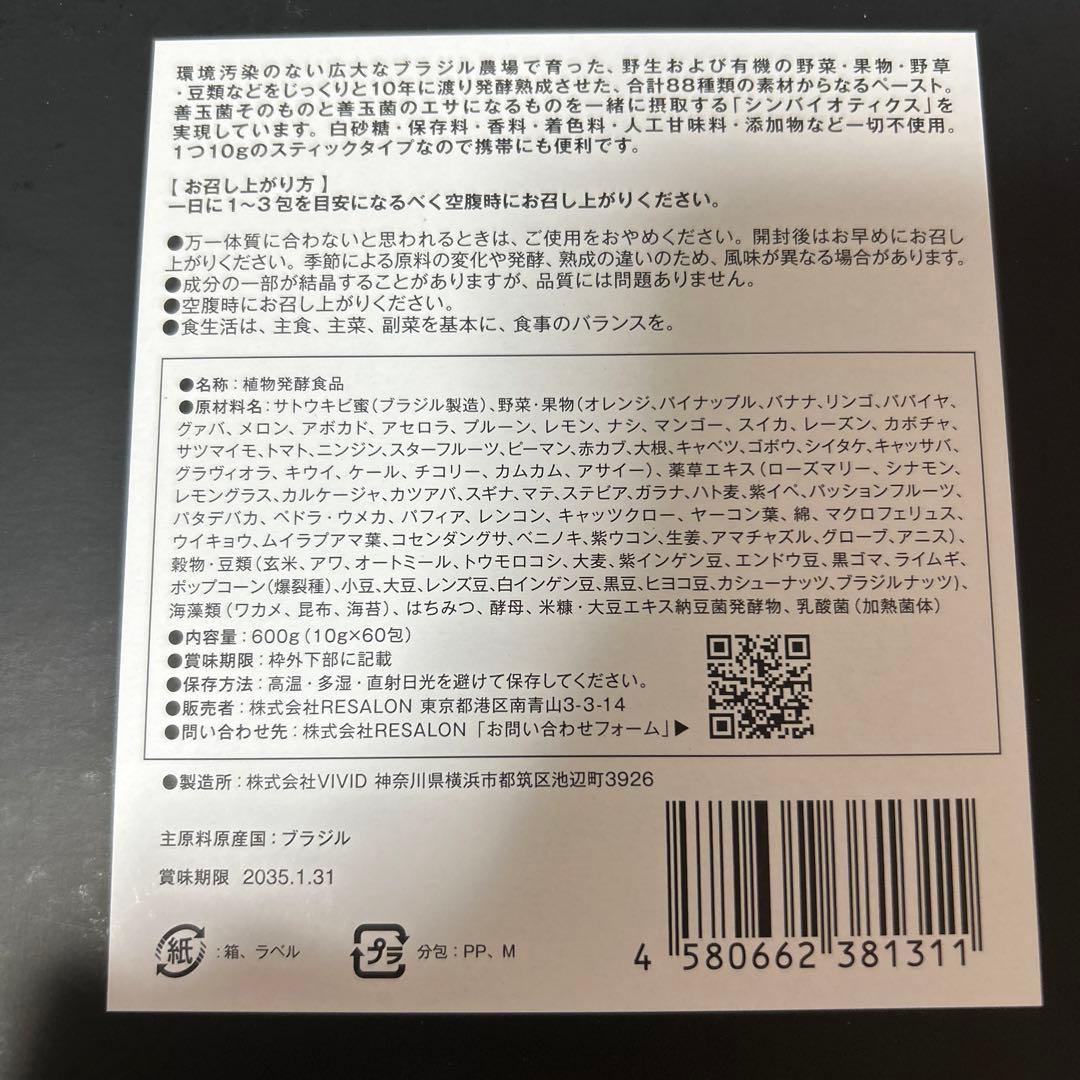 環境汚染のない広大なブラジル農場で育った、野生および有機の野菜・果物・野草
・豆類などをじっくりと10年に渡り発酵熟成させた、合計88種類の素材からなるペースト。
善玉菌そのものと善玉菌のエサになるものを一緒に摂取する「シンバイオティクス」を
実現しています。白砂糖・保存料・香料・着色料・人工甘味料・添加物など一切不使用。
1つ10gのスティックタイプなので携帯にも便利です。
【 お召し上がり方 】
一日に1～3包を目安になるべく空腹時にお召し上がりください。
●万一体質に合わないと思われるときは、ご使用をおやめください。開封後はお早めにお召し
上がりください。季節による原料の変化や発酵、熟成の違いのため、風味が異なる場合があります。
●成分の一部が結晶することがありますが、品質には問題ありません。
●空腹時にお召し上がりください。
●食生活は、主食、主菜、副菜を基本に、食事のバランスを。
●名称：植物発酵食品
●原材料名：サトウキビ蜜（ブラジル製造）、野菜・果物（オレンジ、パイナップル、バナナ、リンゴ、パパイヤ、
グァバ、メロン、アボカド、アセロラ、プルーン、レモン、ナシ、マンゴー、スイカ、レーズン、カボチャ、
サツマイモ、トマト、ニンジン、スターフルーツ、ピーマン、赤カブ、大根、キャベツ、ゴボウ、シイタケ、キャッサバ、
グラヴィオラ、キウイ、ケール、チコリー、カムカム、アサイー）、薬草エキス（ローズマリー、シナモン、
レモングラス、カルケージャ、カツアバ、スギナ、マテ、ステビア、ガラナ、ハト麦、紫イペ、パッションフルーツ、
パタデバカ、ペドラ・ウメカ、パフィア、レンコン、キャッツクロー、ヤーコン葉、綿、マクロフェリュス、
ウイキョウ、ムイラプアマ葉、コセンダングサ、ベニノキ、紫ウコン、生姜、アマチャズル、グローブ、アニス）、
穀物・豆類（玄米、アワ、オートミール、トウモロコシ、大麦、紫インゲン豆、エンドウ豆、黒ゴマ、ライムギ、
ポップコーン（爆裂種）、小豆、大豆、レンズ豆、白インゲン豆、黒豆、ヒヨコ豆、カシューナッツ、ブラジルナッツ）、
海藻類（ワカメ、昆布、海苔）、はちみつ、酵母、米糠・大豆エキス納豆菌発酵物、乳酸菌（加熱菌体）
●内容量：600g（10g×60包）
●賞味期限：枠外下部に記載
●保存方法：高温・多湿・直射日光を避けて保存してください。
●販売者：株式会社RESALON 東京都港区南青山3-3-14
●問い合わせ先：株式会社RESALON「お問い合わせフォーム」▶
●製造所：株式会社VIVID 神奈川県横浜市都筑区池辺町3926
主原料原産国：ブラジル
賞味期限 2035.1.31
紙 ：箱、ラベル
プラ 分包：PP、M
4 580662 381311